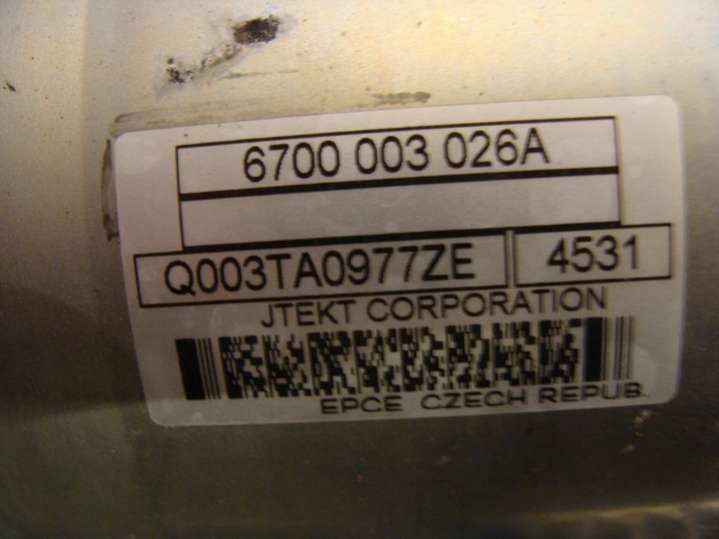 6700 003 026A
Q003TA0977ZE 4531
JTEKT CORPORATION
EPCE CZECH REPUB.